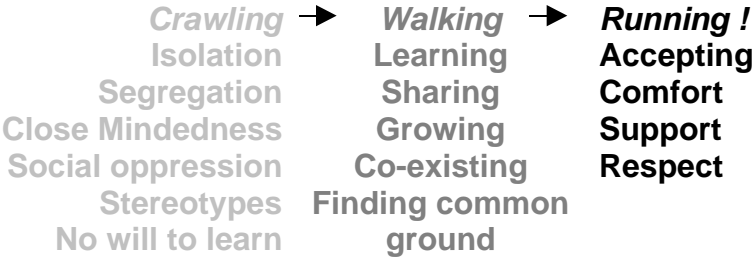 Crawling → Walking → Running !
Isolation Learning Accepting
Segregation Sharing Comfort
Close Mindedness Growing Support
Social oppression Co-existing Respect
Stereotypes Finding common
No will to learn ground